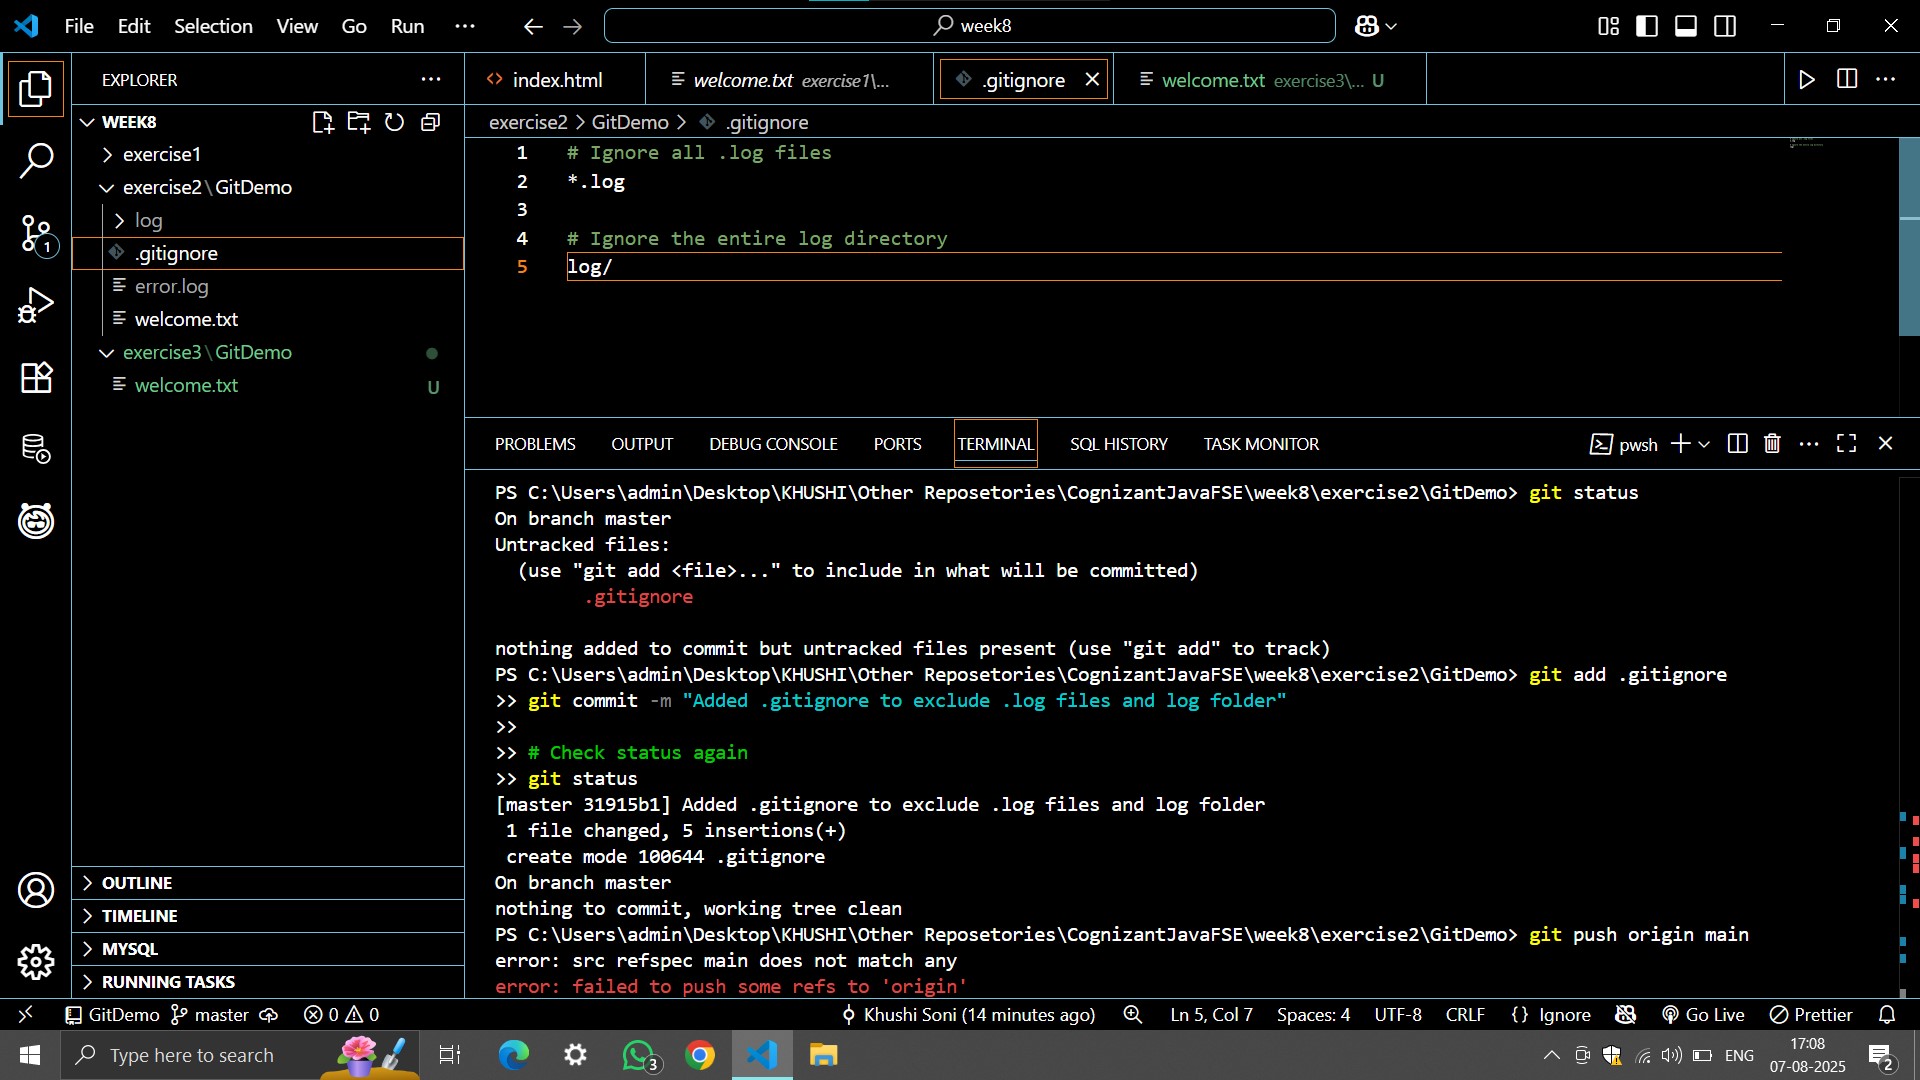 File Edit Selection View Go Run ···
week8
EXPLORER
WEEK8
exercise1
exercise2\GitDemo
log
.gitignore
error.log
welcome.txt
exercise3\GitDemo
welcome.txt U
OUTLINE
TIMELINE
MYSQL
RUNNING TASKS
index.html
welcome.txt exercise1\...
.gitignore
welcome.txt exercise3\... U
exercise2 > GitDemo > .gitignore
1 # Ignore all .log files
2 *.log
3
4 # Ignore the entire log directory
5 log/
PROBLEMS OUTPUT DEBUG CONSOLE PORTS TERMINAL SQL HISTORY TASK MONITOR
pwsh
PS C:\Users\admin\Desktop\KHUSHI\Other Reposetories\CognizantJavaFSE\week8\exercise2\GitDemo> git status
On branch master
Untracked files:
(use "git add <file>..." to include in what will be committed)
.gitignore
nothing added to commit but untracked files present (use "git add" to track)
PS C:\Users\admin\Desktop\KHUSHI\Other Reposetories\CognizantJavaFSE\week8\exercise2\GitDemo> git add .gitignore
>> git commit -m "Added .gitignore to exclude .log files and log folder"
>>
>> # Check status again
>> git status
[master 31915b1] Added .gitignore to exclude .log files and log folder
1 file changed, 5 insertions(+)
create mode 100644 .gitignore
On branch master
nothing to commit, working tree clean
PS C:\Users\admin\Desktop\KHUSHI\Other Reposetories\CognizantJavaFSE\week8\exercise2\GitDemo> git push origin main
error: src refspec main does not match any
error: failed to push some refs to 'origin'
1
GitDemo master 0 0 Khushi Soni (14 minutes ago) Ln 5, Col 7 Spaces: 4 UTF-8 CRLF {} Ignore Go Live Prettier
Type here to search
3
ENG
17:08
07-08-2025
2